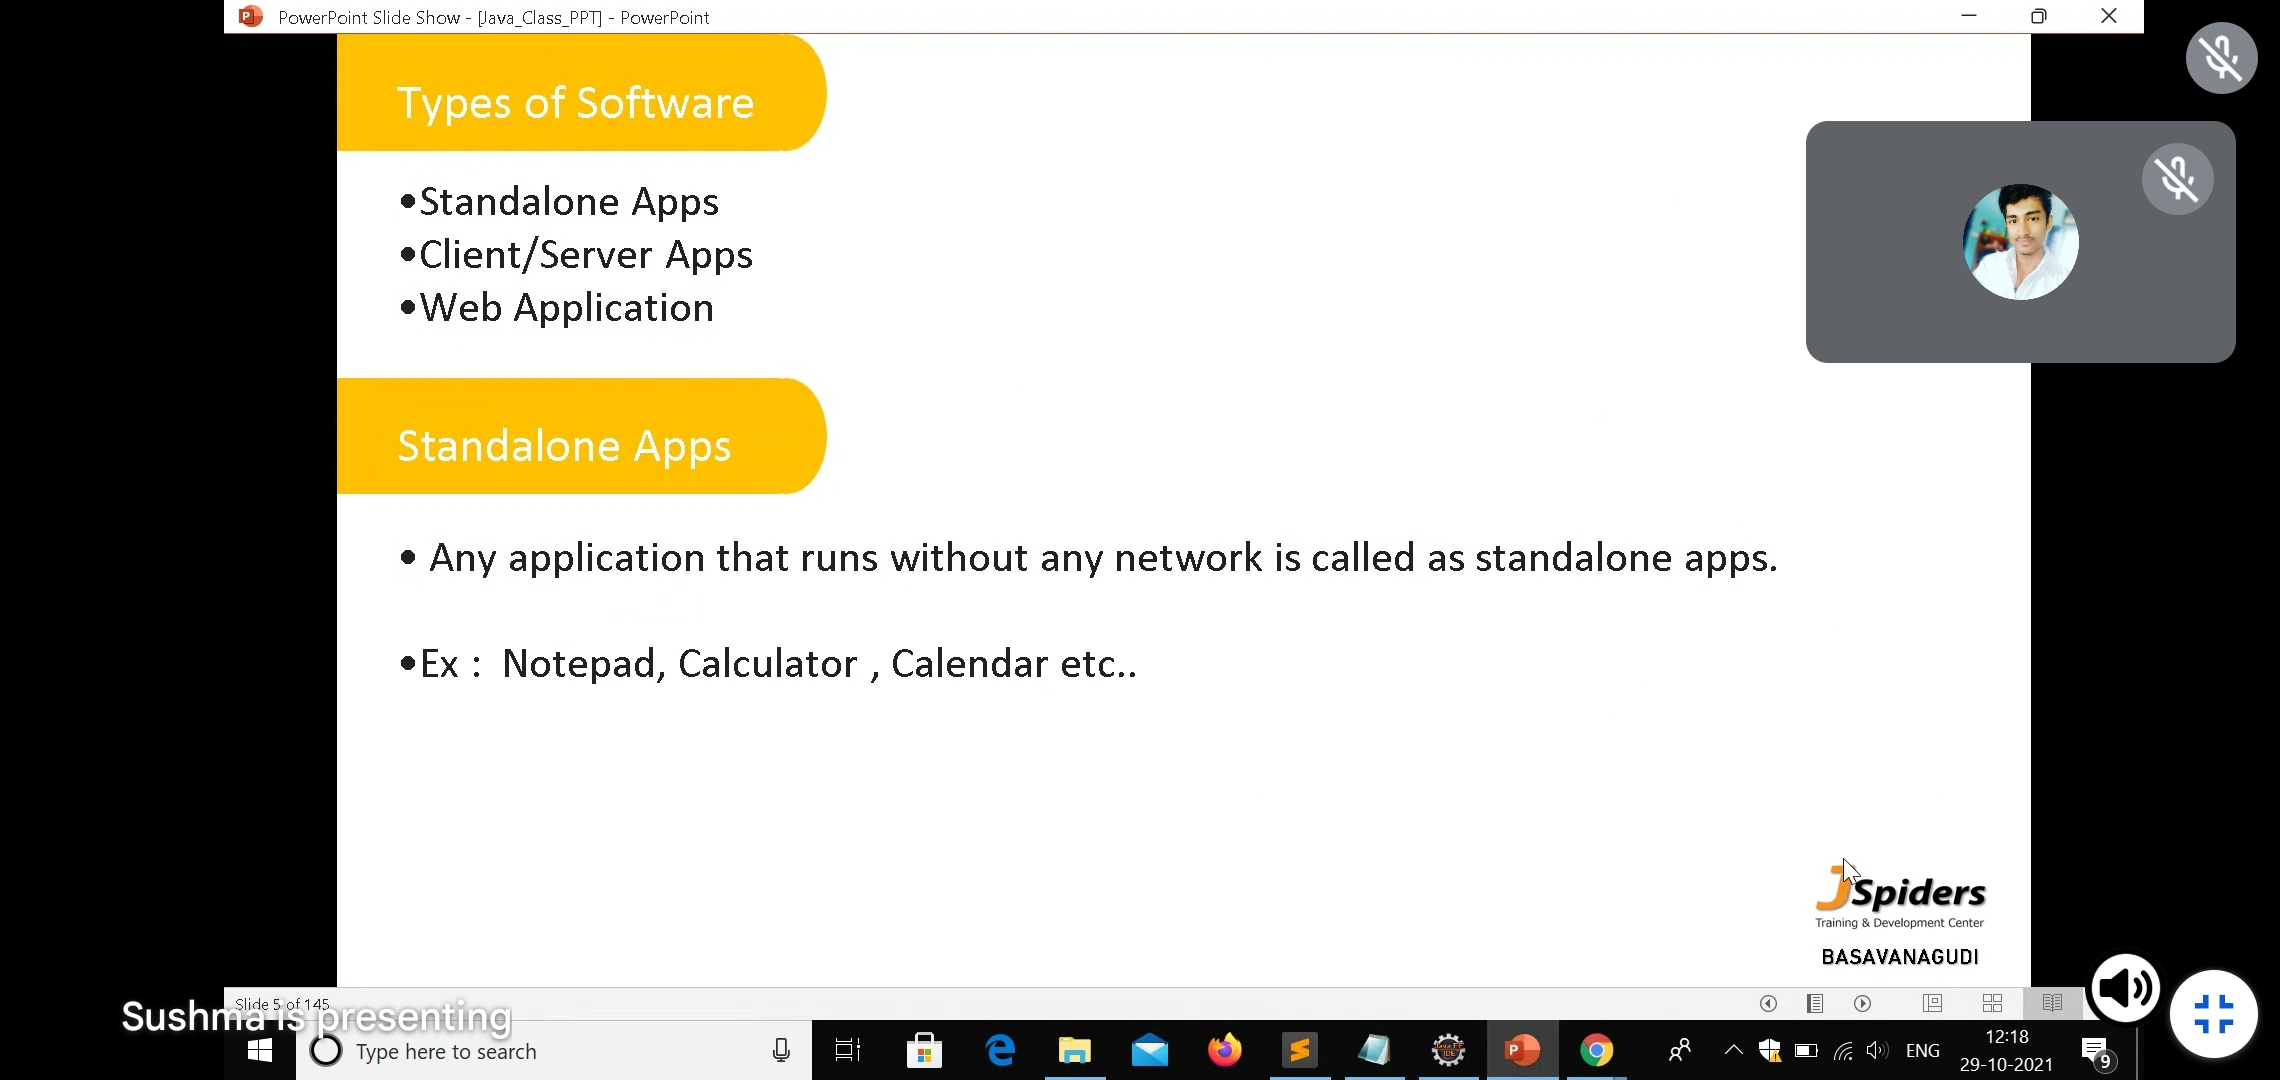 PowerPoint Slide Show - [Java_Class_PPT] - PowerPoint
Types of Software
•Standalone Apps
•Client/Server Apps
•Web Application
Standalone Apps
• Any application that runs without any network is called as standalone apps.
•Ex : Notepad, Calculator , Calendar etc..
JSpiders
Training & Development Center
BASAVANAGUDI
Slide 5 of 145
Sushma is presenting
Type here to search
ENG
12:18
29-10-2021
9